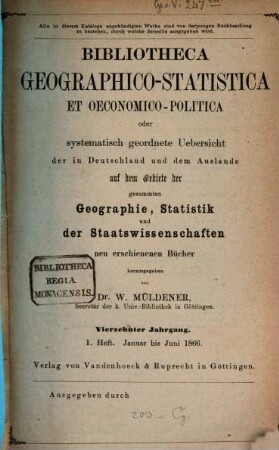 Geo. V. 247
Alle in diesem Kataloge angekündigten Werke sind von derjenigen Buchhandlung
zu beziehen, durch welche derselbe ausgegeben wird.
BIBLIOTHECA
GEOGRAPHICO-STATISTICA
ET OECONOMICO-POLITICA
oder
systematisch geordnete Uebersicht
der in Deutschland und dem Auslande
auf dem Gebiete der
gesammten
Geographie, Statistik
und
der Staatswissenschaften
neu erschienenen Bücher
herausgegeben
von
BIBLIOTHECA
REGIA
MONACENSIS.
Dr. W. MÜLDENER,
Secretär der k. Univ.-Bibliothek in Göttingen.
Vierzehnter Jahrgang.
1. Heft. Januar bis Juni 1866.
Verlag von Vandenhoeck & Ruprecht in Göttingen.
Ausgegeben durch